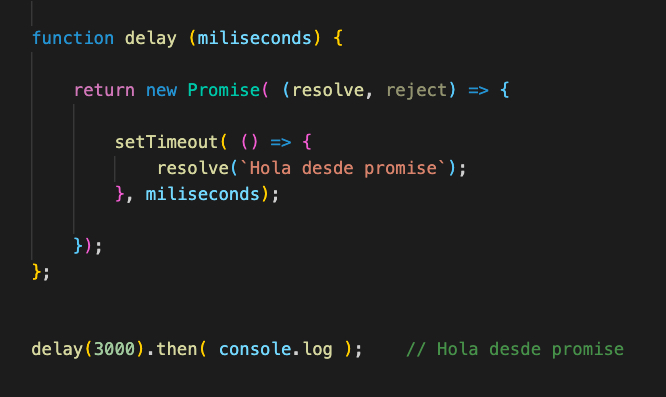 function delay (miliseconds) {
return new Promise( (resolve, reject) => {
setTimeout( () => {
resolve(`Hola desde promise`);
}, miliseconds);
});
};
delay(3000).then( console.log );    // Hola desde promise